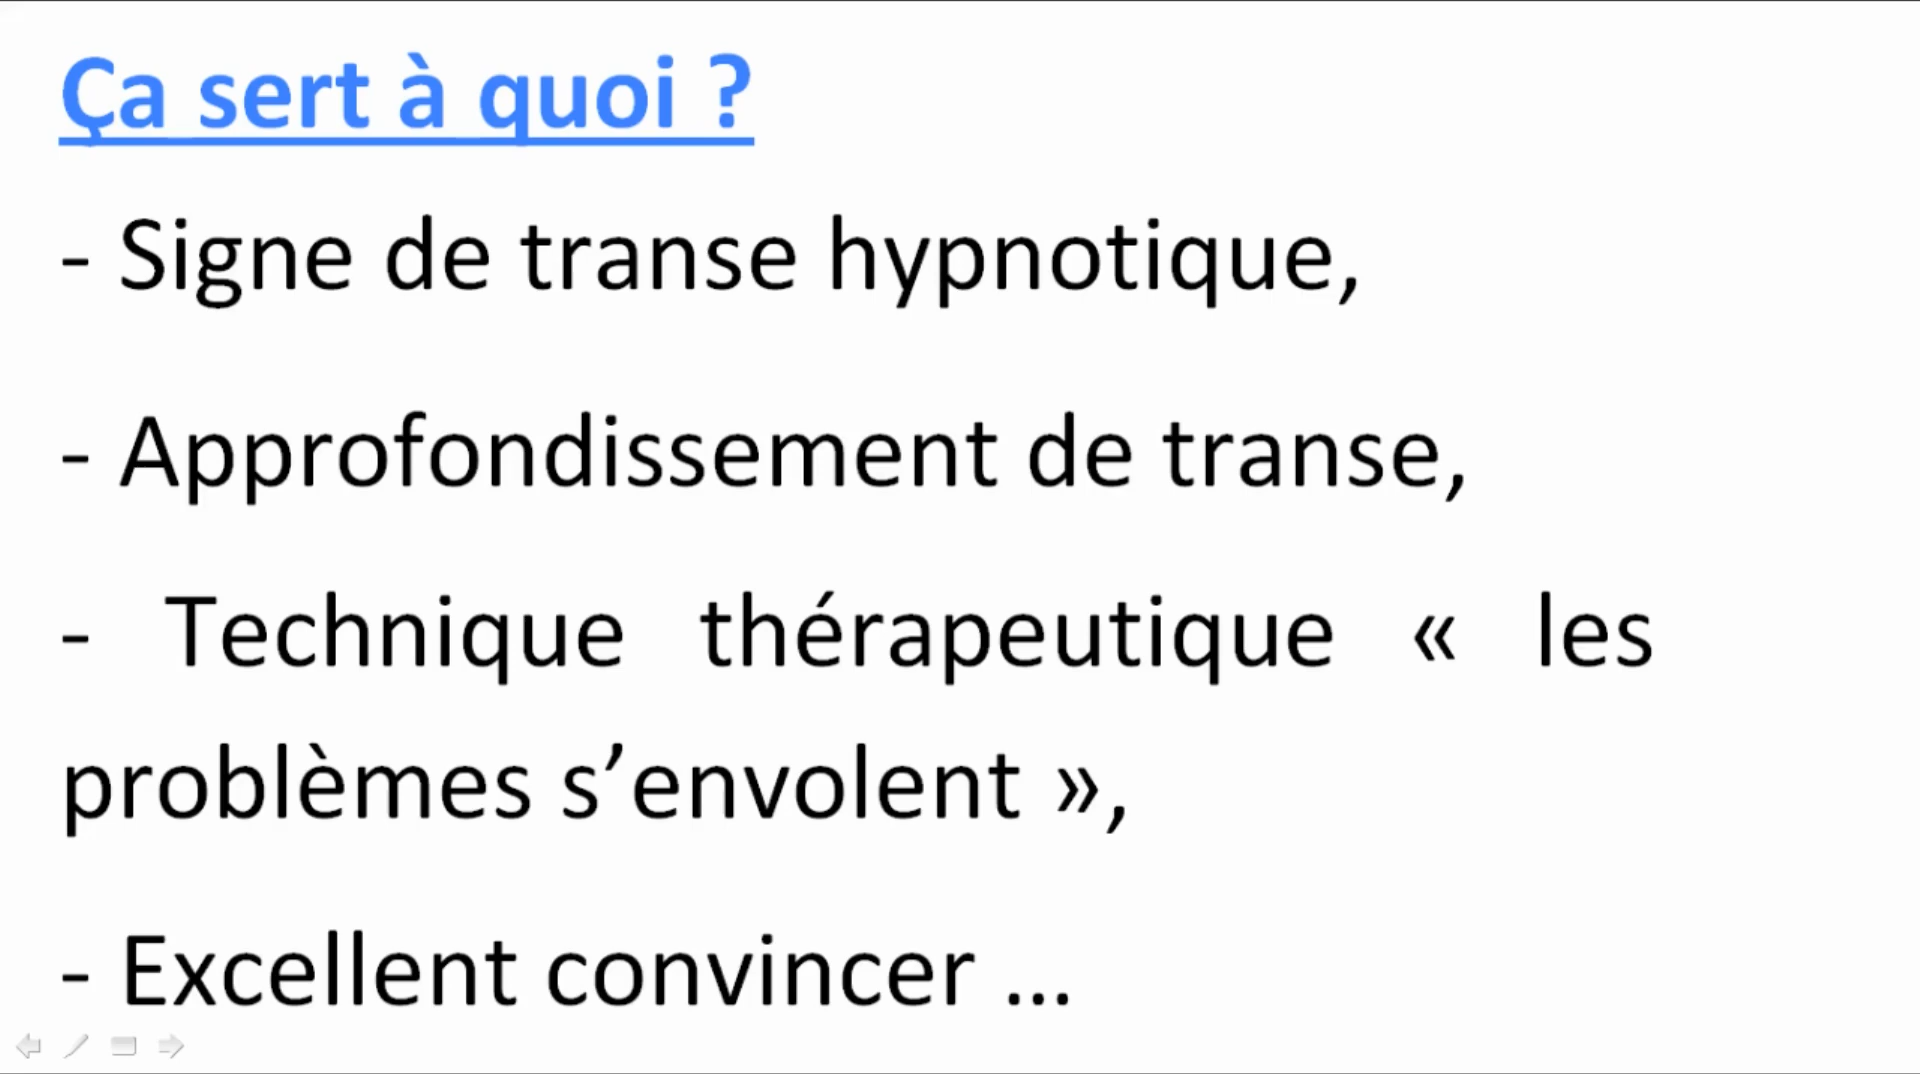 Ça sert à quoi ?
- Signe de transe hypnotique,
- Approfondissement de transe,
- Technique thérapeutique « les
problèmes s’envolent »,
- Excellent convincer ...